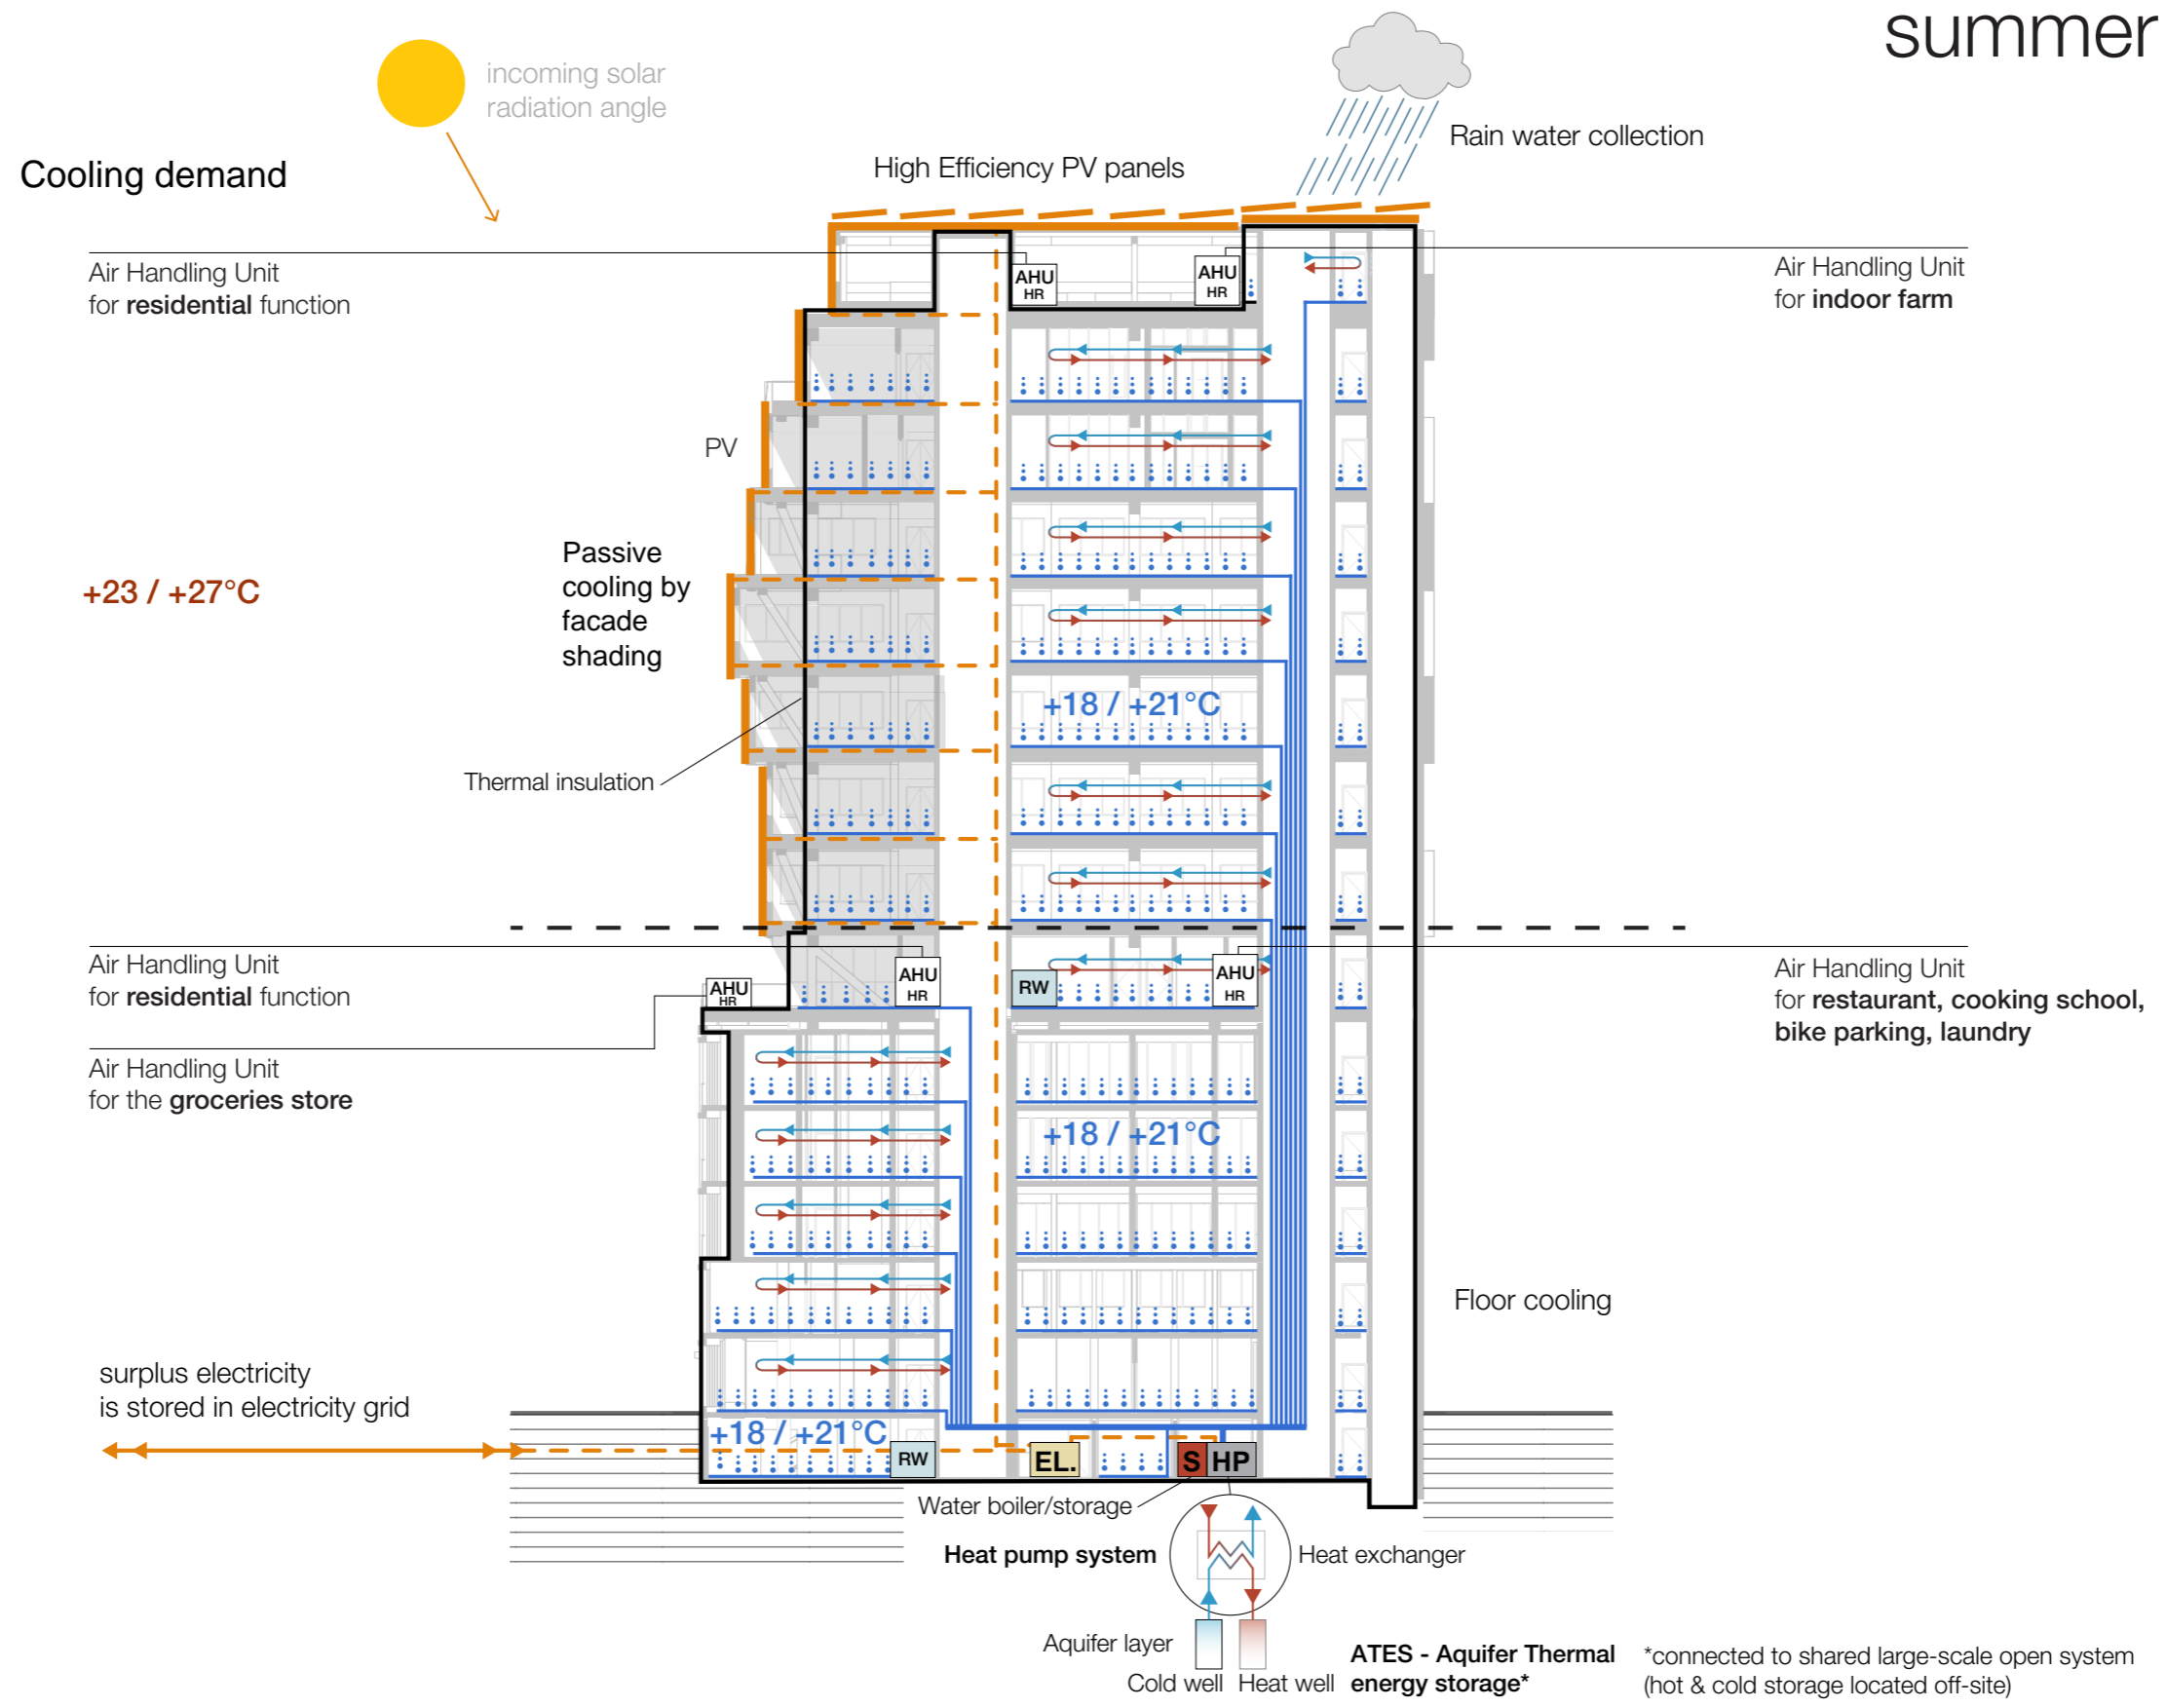 summer
incoming solar
radiation angle
Rain water collection
Cooling demand
High Efficiency PV panels
Air Handling Unit
for residential function
AHU
HR
AHU
HR
Air Handling Unit
for indoor farm
PV
Passive
cooling by
facade
shading
+23 / +27°C
+18 / +21°C
Thermal insulation
Air Handling Unit
for residential function
AHU
HR
AHU
HR
RW
AHU
HR
Air Handling Unit
for restaurant, cooking school,
bike parking, laundry
Air Handling Unit
for the groceries store
+18 / +21°C
Floor cooling
surplus electricity
is stored in electricity grid
+18 / +21°C
RW
EL.
S
HP
Water boiler/storage
Heat pump system
Heat exchanger
Aquifer layer
Cold well
Heat well
ATES - Aquifer Thermal
energy storage*
*connected to shared large-scale open system
(hot & cold storage located off-site)